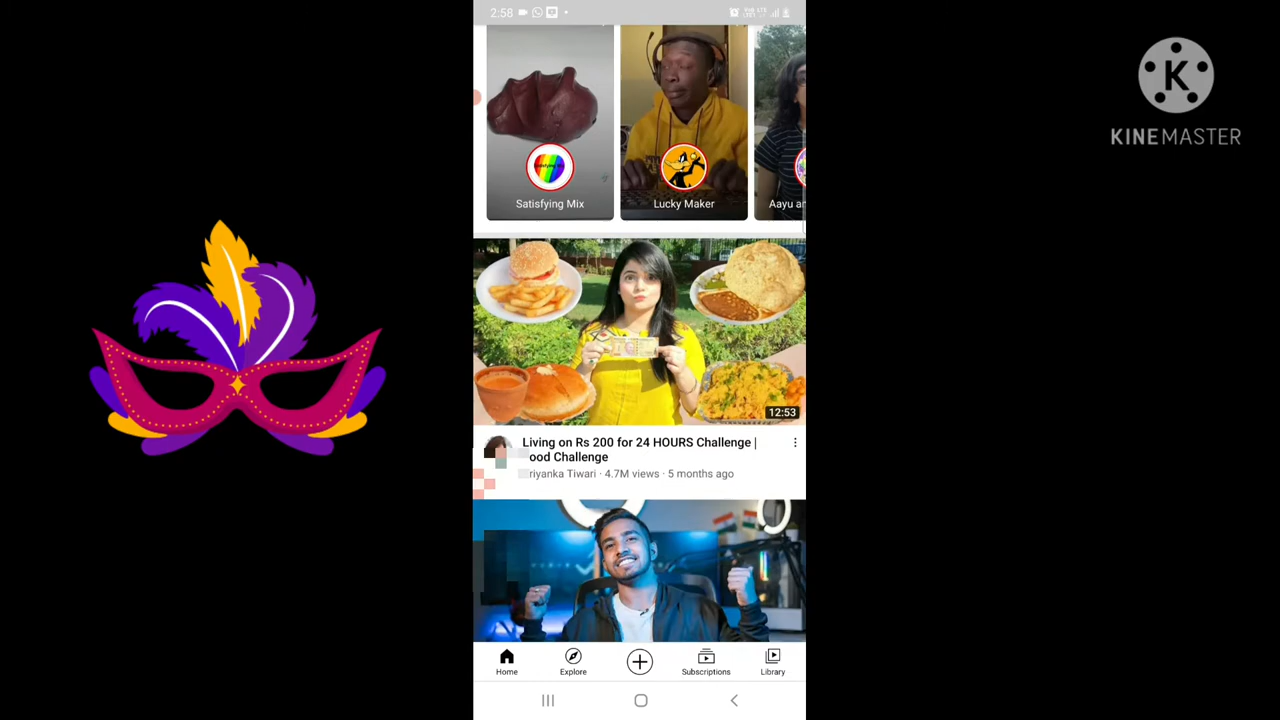 2:58
KINEMASTER
Satisfying Mix
Lucky Maker
Aayu an
12:53
Living on Rs 200 for 24 HOURS Challenge |
ood Challenge
riyanka Tiwari · 4.7M views · 5 months ago
Home
Explore
Subscriptions
Library